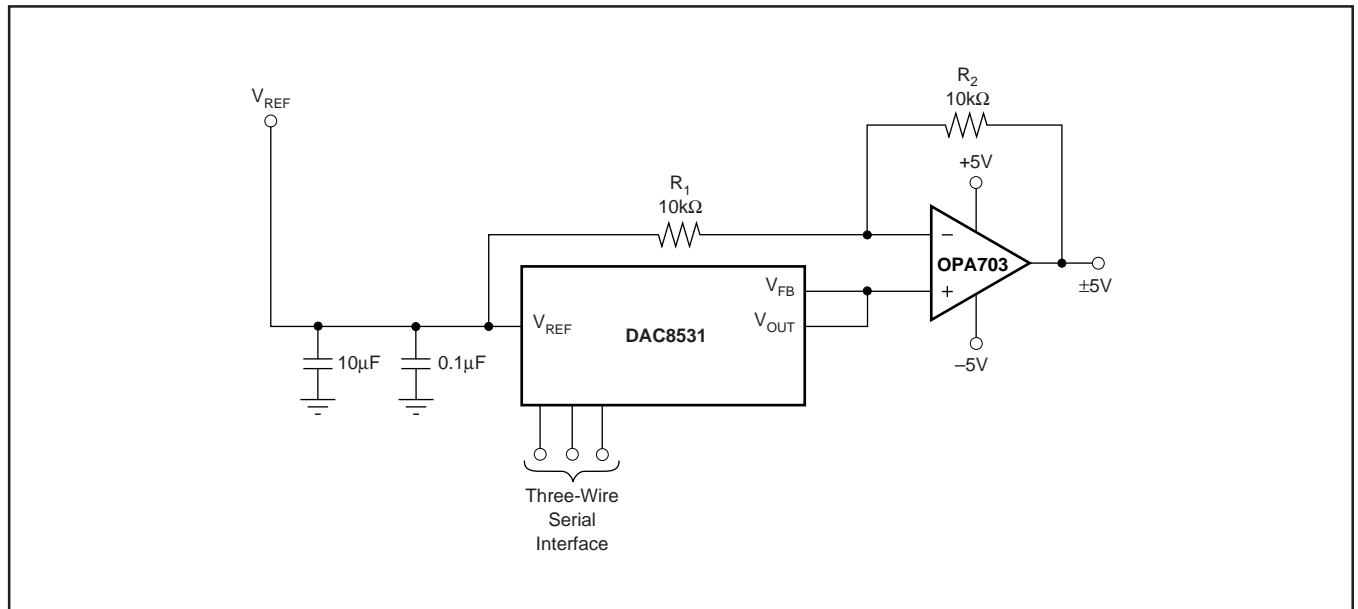 V_REF
R_2
10kΩ
+5V
R_1
10kΩ
–
OPA703
+
±5V
–5V
V_FB
V_REF
DAC8531
V_OUT
10μF
0.1μF
Three-Wire
Serial
Interface